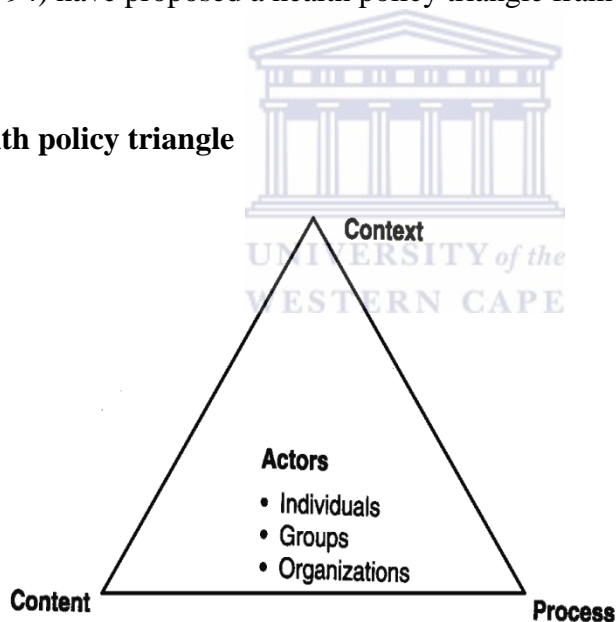 94) have proposed a health policy triangle fram
th policy triangle
Context
UNIVERSITY of the
WESTERN CAPE
Actors
• Individuals
• Groups
• Organizations
Content
Process